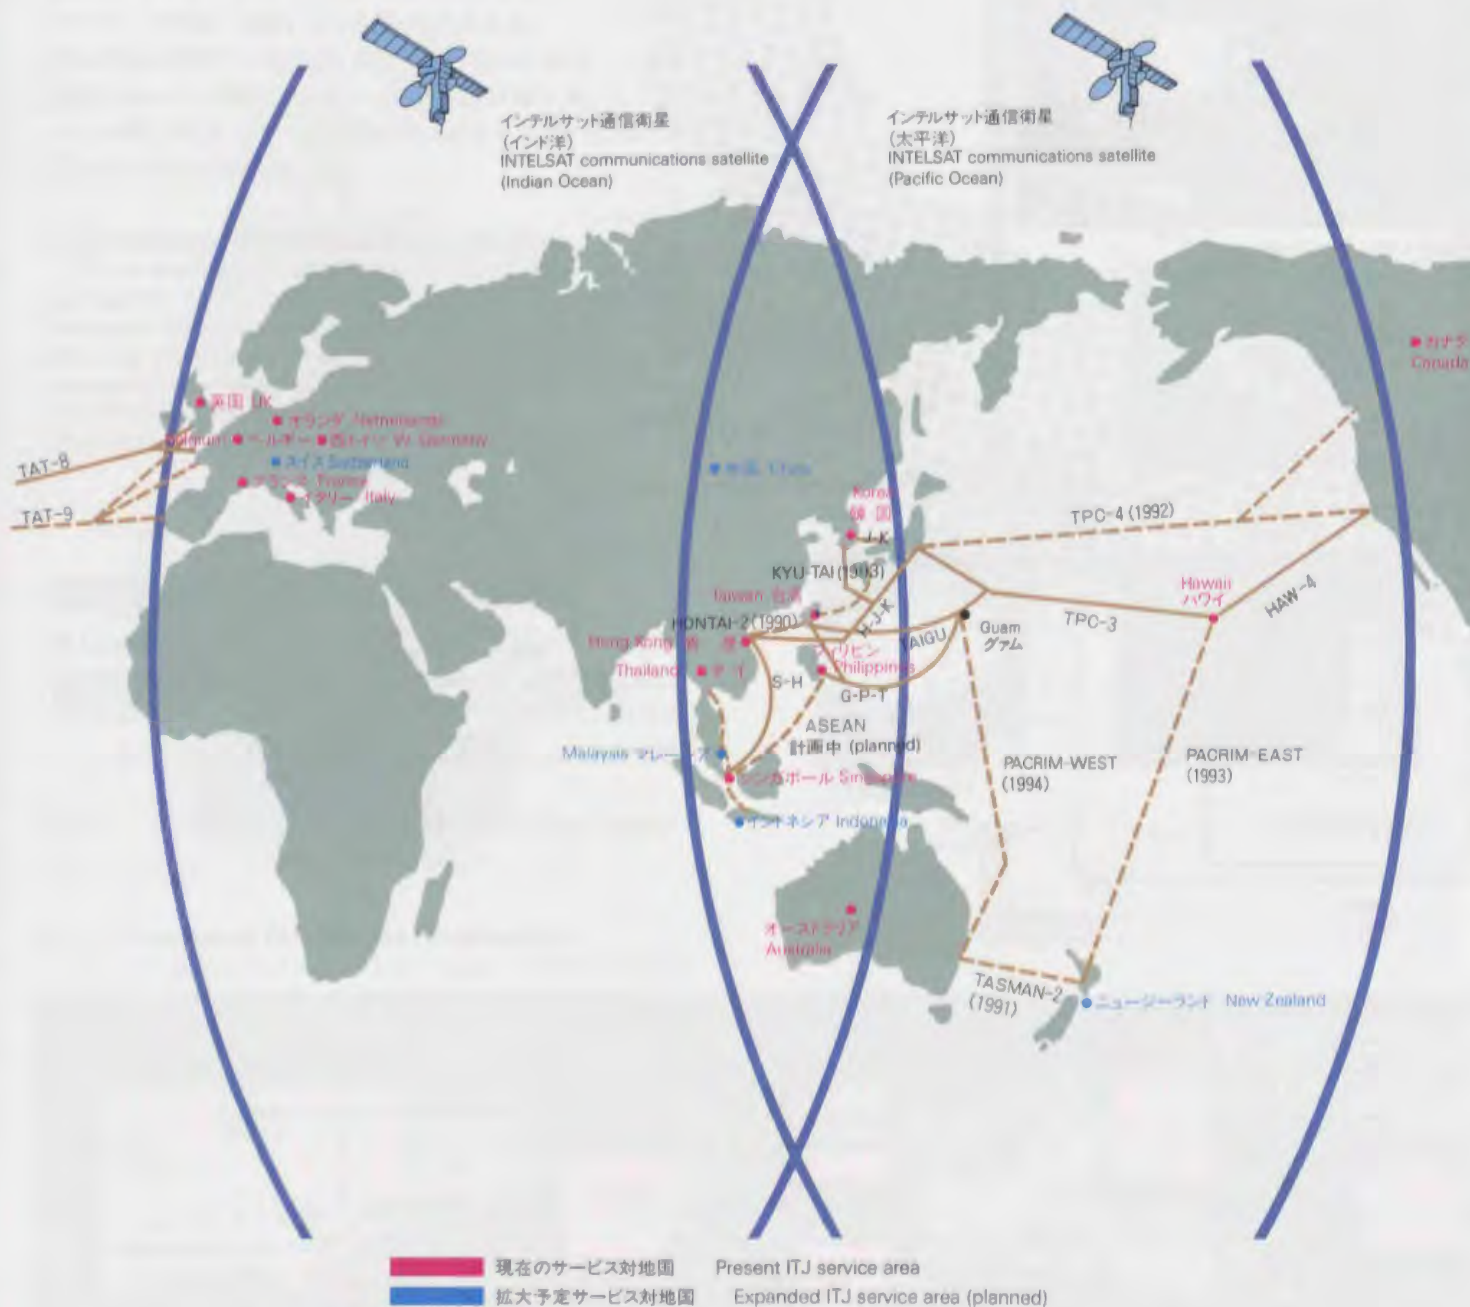 インテルサット通信衛星
(インド洋)
INTELSAT communications satellite
(Indian Ocean)
インテルサット通信衛星
(太平洋)
INTELSAT communications satellite
(Pacific Ocean)
カナダ
Canada
英国 UK
オランダ Netherlands
Belgium ベルギー
西ドイツ W. Germany
スイス Switzerland
フランス France
イタリー Italy
TAT-8
TAT-9
中国 China
Korea
韓国
J-K
KYU-TAI (1993)
Taiwan 台湾
HONTAI-2 (1990)
H-J-K
Hong Kong 香港
Thailand タイ
フィリピン
Philippines
TAIGU
S-H
G-P-T
Guam
グァム
TPC-4 (1992)
TPC-3
Hawaii
ハワイ
HAW-4
ASEAN
計画中 (planned)
Malaysia マレーシア
シンガポール Singapore
インドネシア Indonesia
PACRIM-WEST
(1994)
PACRIM-EAST
(1993)
オーストラリア
Australia
TASMAN-2
(1991)
ニュージーランド New Zealand
現在のサービス対地国 Present ITJ service area
拡大予定サービス対地国 Expanded ITJ service area (planned)